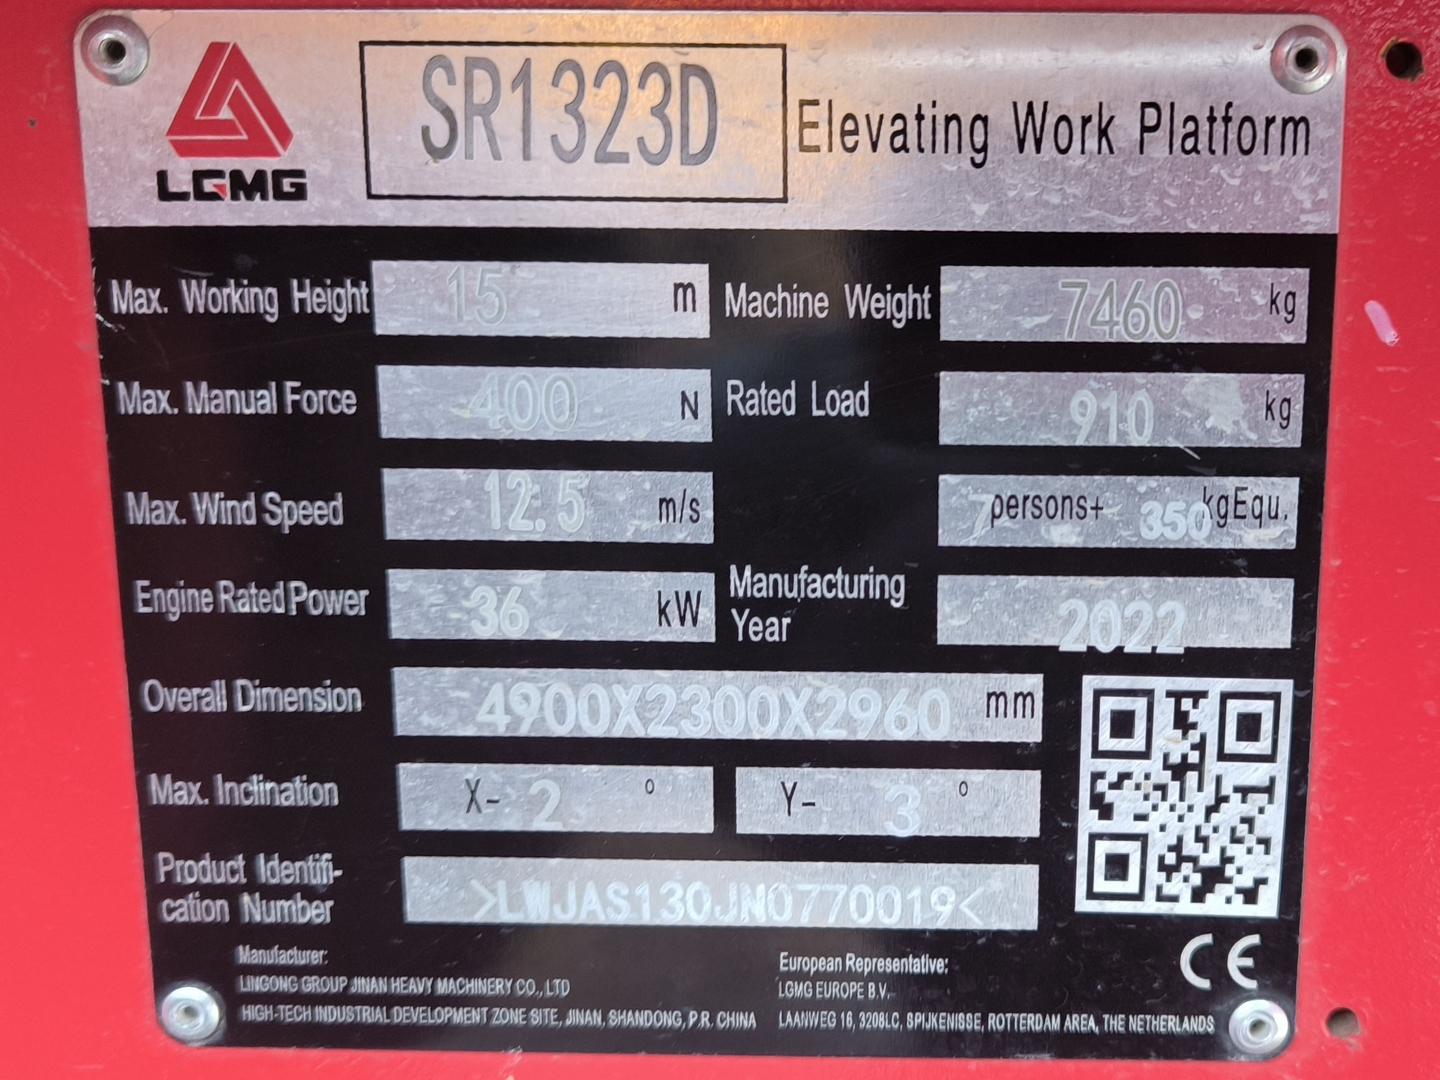 LGMG
SR1323D Elevating Work Platform
Max. Working Height 15 m Machine Weight 7460 kg
Max. Manual Force 400 N Rated Load 910 kg
Max. Wind Speed 12.5 m/s 7 persons+ 350 kgEqu.
Engine Rated Power 36 kW Manufacturing
Year 2022
Overall Dimension 4900X2300X2960 mm
Max. Inclination X- 2 ° Y- 3 °
Product Identifi-
cation Number >LWJAS130JN0770019<
CE
Manufacturer:
LINGONG GROUP JINAN HEAVY MACHINERY CO., LTD
HIGH-TECH INDUSTRIAL DEVELOPMENT ZONE SITE, JINAN, SHANDONG, P.R. CHINA
European Representative:
LGMG EUROPE B.V.
LAANWEG 16, 3208LC, SPIJKENISSE, ROTTERDAM AREA, THE NETHERLANDS